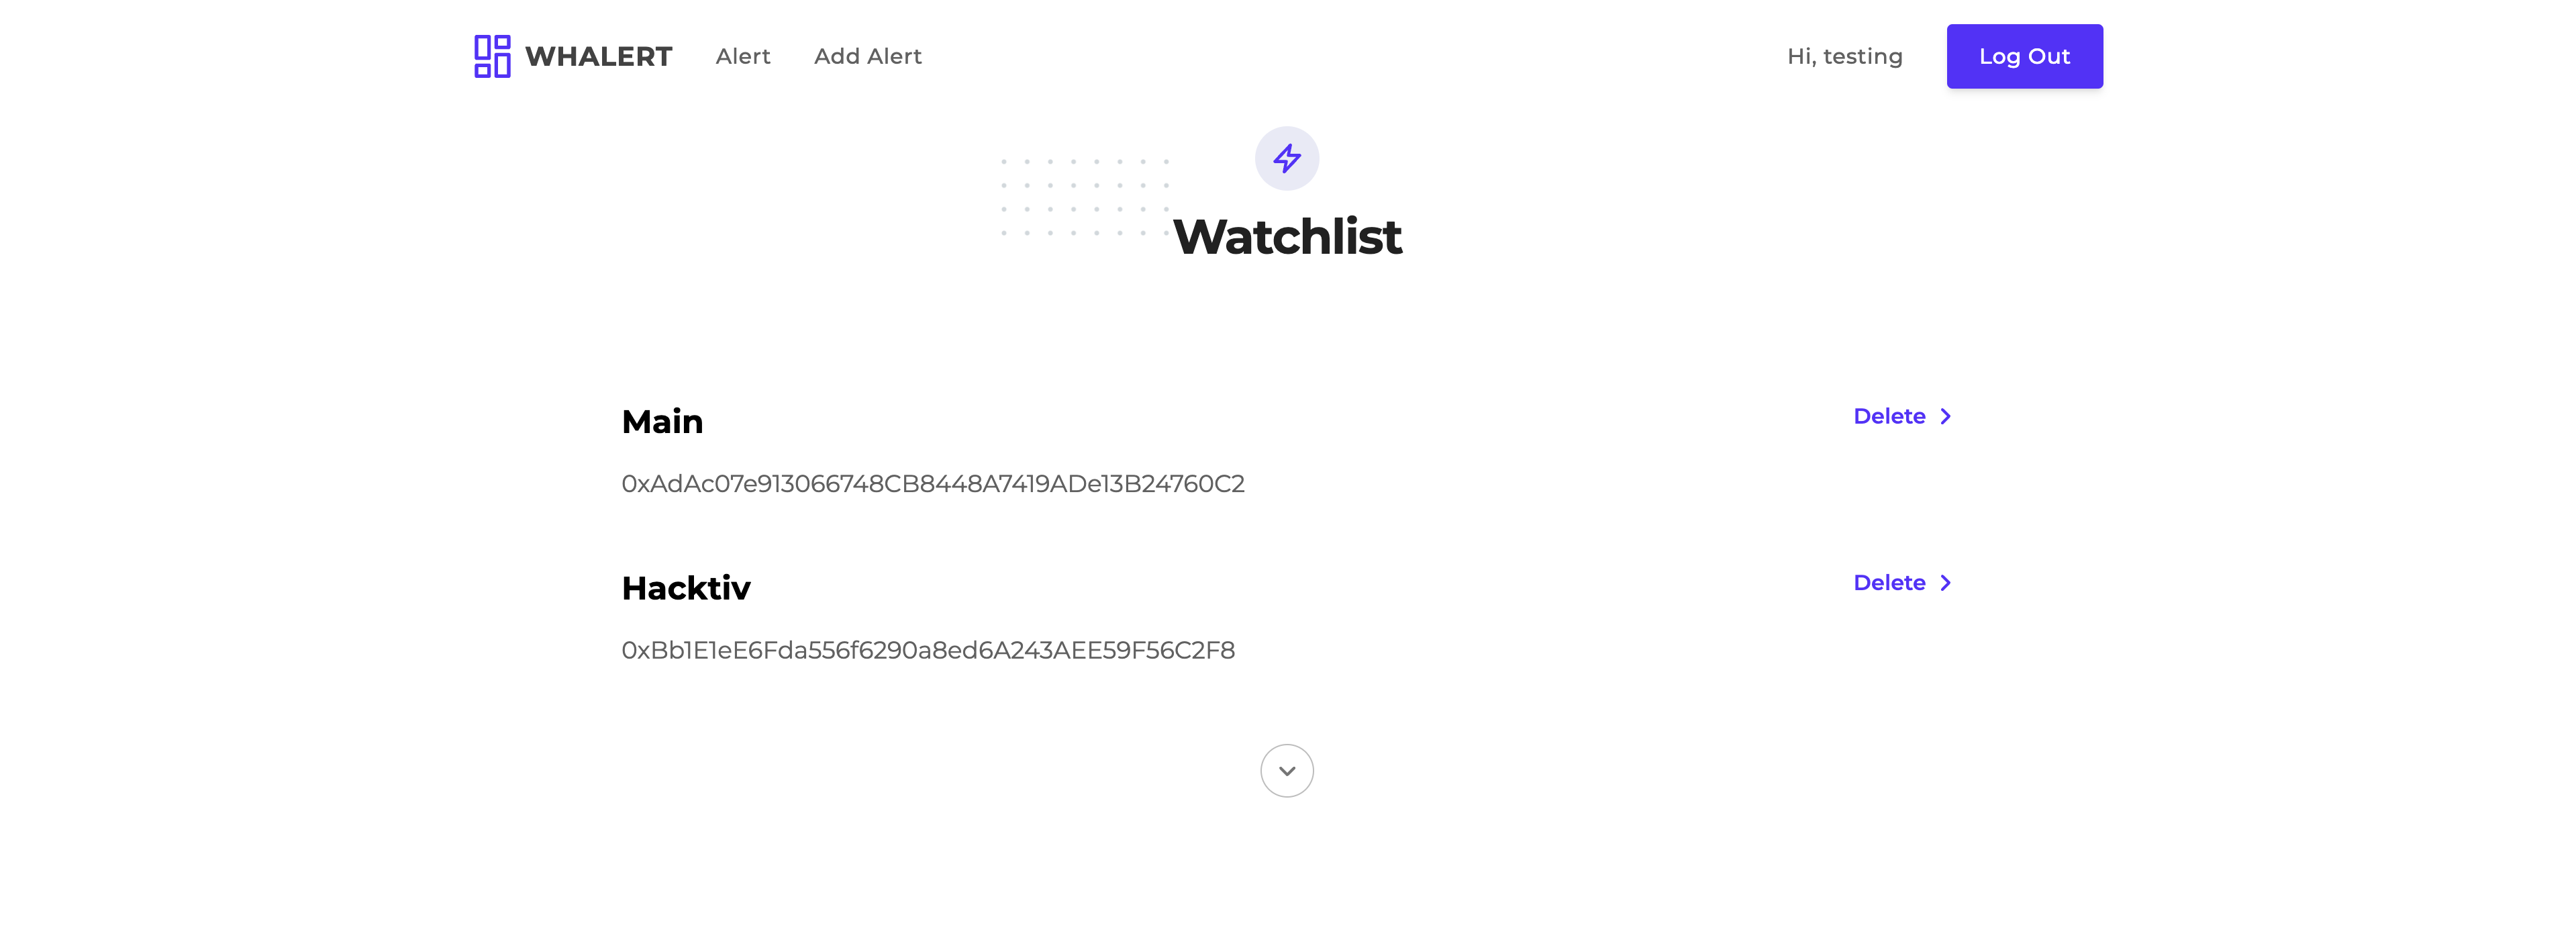 WHALERT Alert Add Alert Hi, testing Log Out
Watchlist
Main Delete
0xAdAc07e913066748CB8448A7419ADe13B24760C2
Hacktiv Delete
0xBb1E1eE6Fda556f6290a8ed6A243AEE59F56C2F8